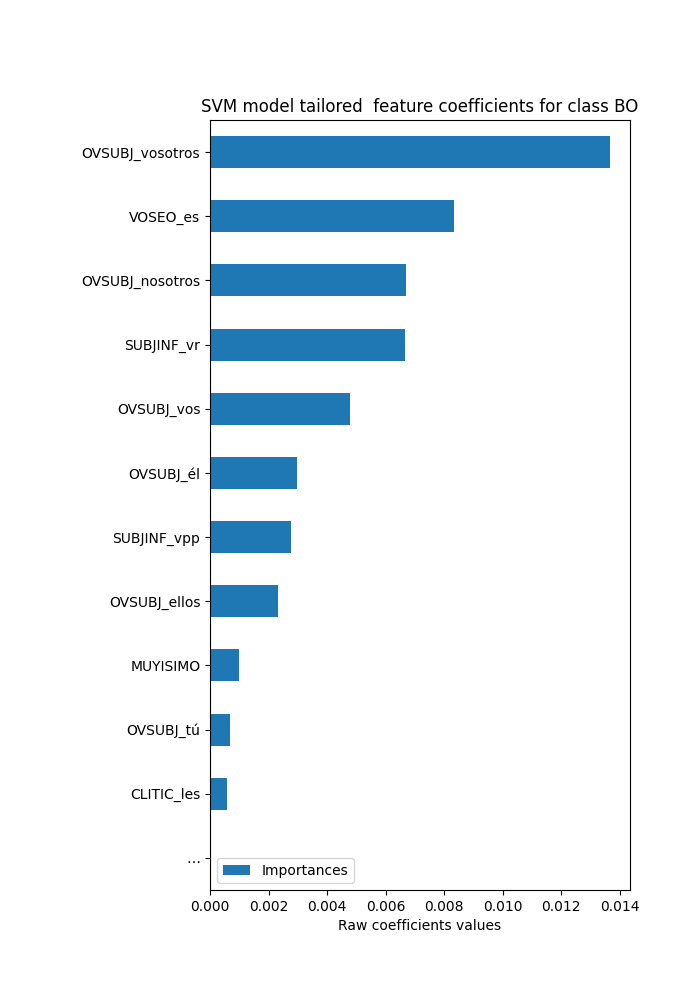 SVM model tailored  feature coefficients for class BO
OVSUBJ_vosotros
VOSEO_es
OVSUBJ_nosotros
SUBJINF_vr
OVSUBJ_vos
OVSUBJ_él
SUBJINF_vpp
OVSUBJ_ellos
MUYISIMO
OVSUBJ_tú
CLITIC_les
...
Importances
0.000 0.002 0.004 0.006 0.008 0.010 0.012 0.014
Raw coefficients values